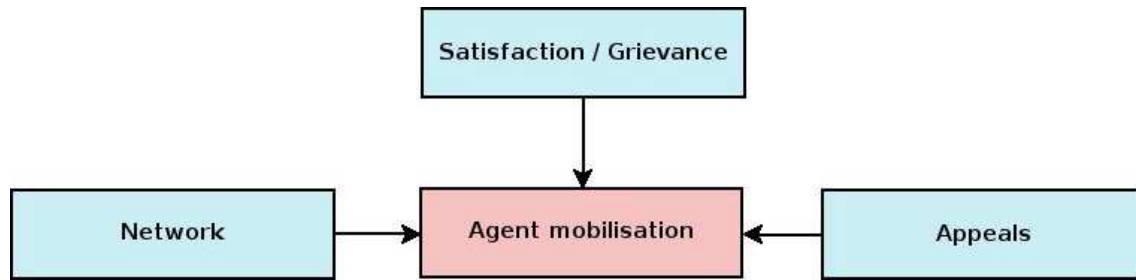 Satisfaction / Grievance
Network
Agent mobilisation
Appeals